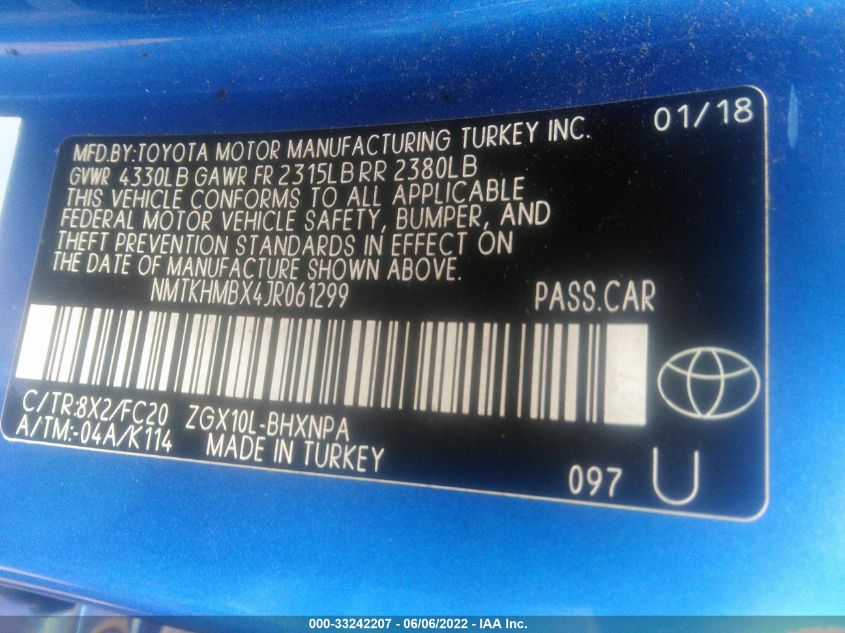 MFD.BY:TOYOTA MOTOR MANUFACTURING TURKEY INC. 01/18
GVWR 4330LB GAWR FR 2315LB RR 2380LB
THIS VEHICLE CONFORMS TO ALL APPLICABLE
FEDERAL MOTOR VEHICLE SAFETY, BUMPER, AND
THEFT PREVENTION STANDARDS IN EFFECT ON
THE DATE OF MANUFACTURE SHOWN ABOVE.
NMTKHMBX4JR061299 PASS.CAR
C/TR:8X2/FC20 ZGX10L-BHXNPA
A/TM:-04A/K114 MADE IN TURKEY
097 U
000-33242207 - 06/06/2022 - IAA Inc.